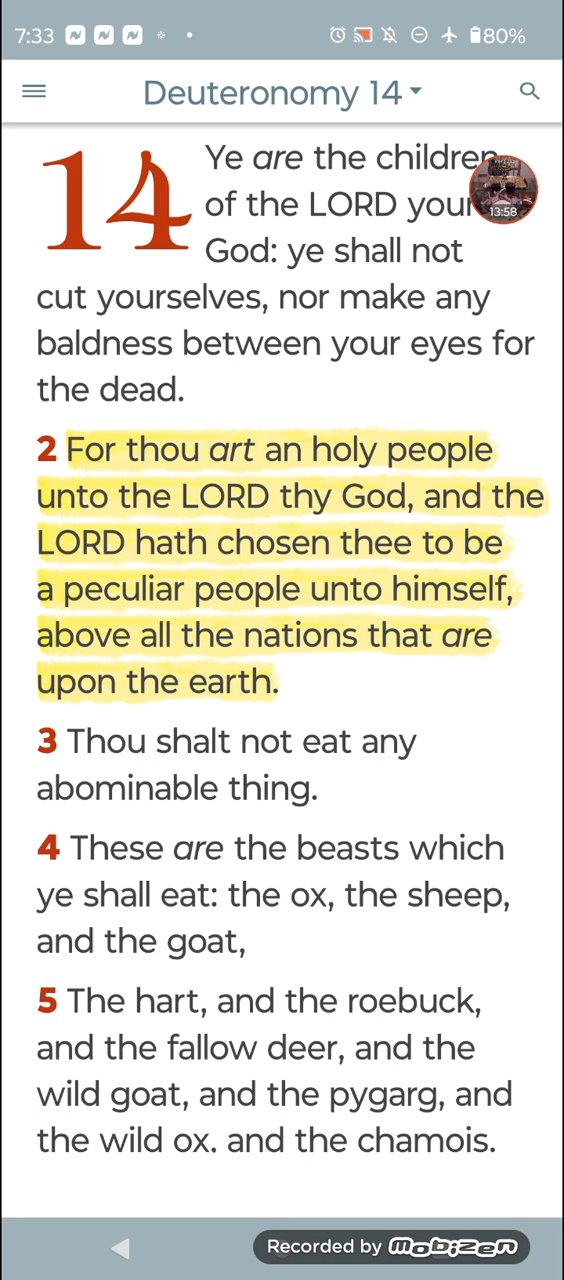 7:33
80%
Deuteronomy 14
14 Ye are the children
of the LORD your
God: ye shall not
cut yourselves, nor make any
baldness between your eyes for
the dead.
2 For thou art an holy people
unto the LORD thy God, and the
LORD hath chosen thee to be
a peculiar people unto himself,
above all the nations that are
upon the earth.
3 Thou shalt not eat any
abominable thing.
4 These are the beasts which
ye shall eat: the ox, the sheep,
and the goat,
5 The hart, and the roebuck,
and the fallow deer, and the
wild goat, and the pygarg, and
the wild ox, and the chamois.
13:58
Recorded by Mobizen